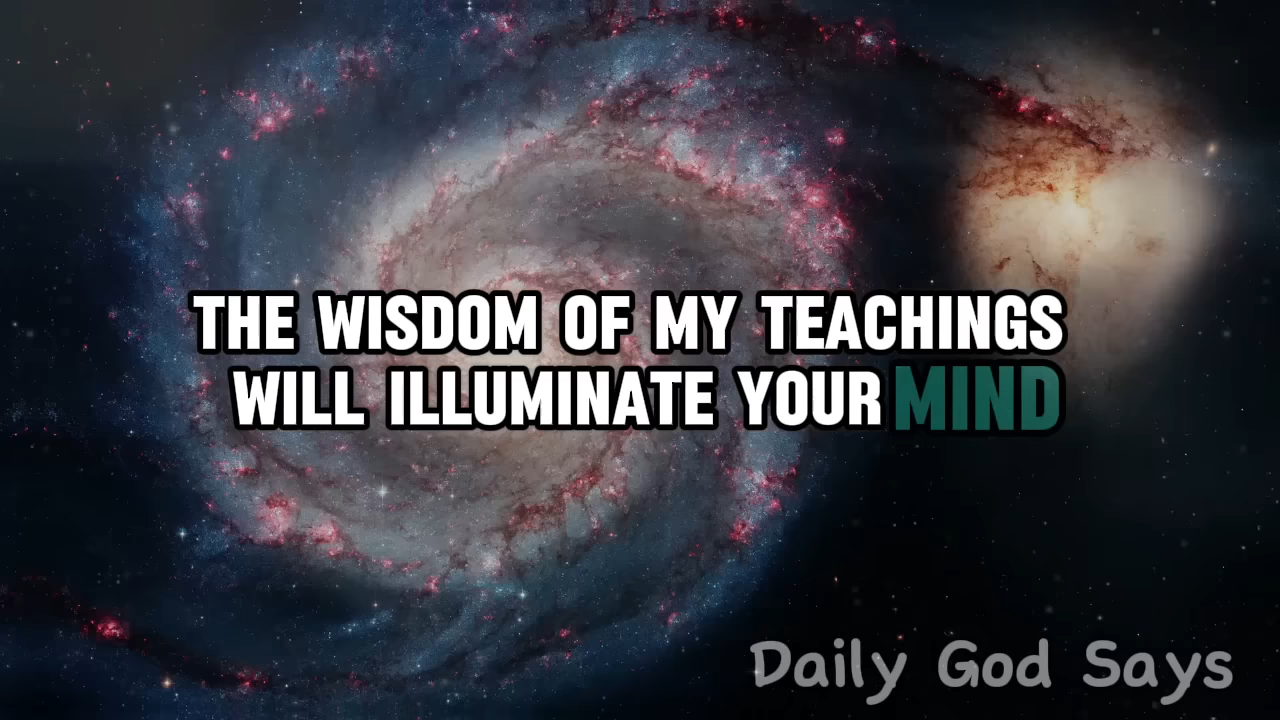 THE WISDOM OF MY TEACHINGS
WILL ILLUMINATE YOUR MIND
Daily God Says